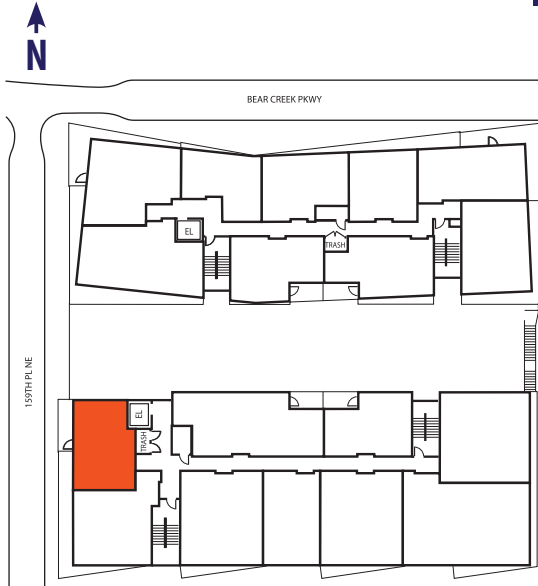 N
BEAR CREEK PKWY
EL
TRASH
159TH PL NE
EL
TRASH